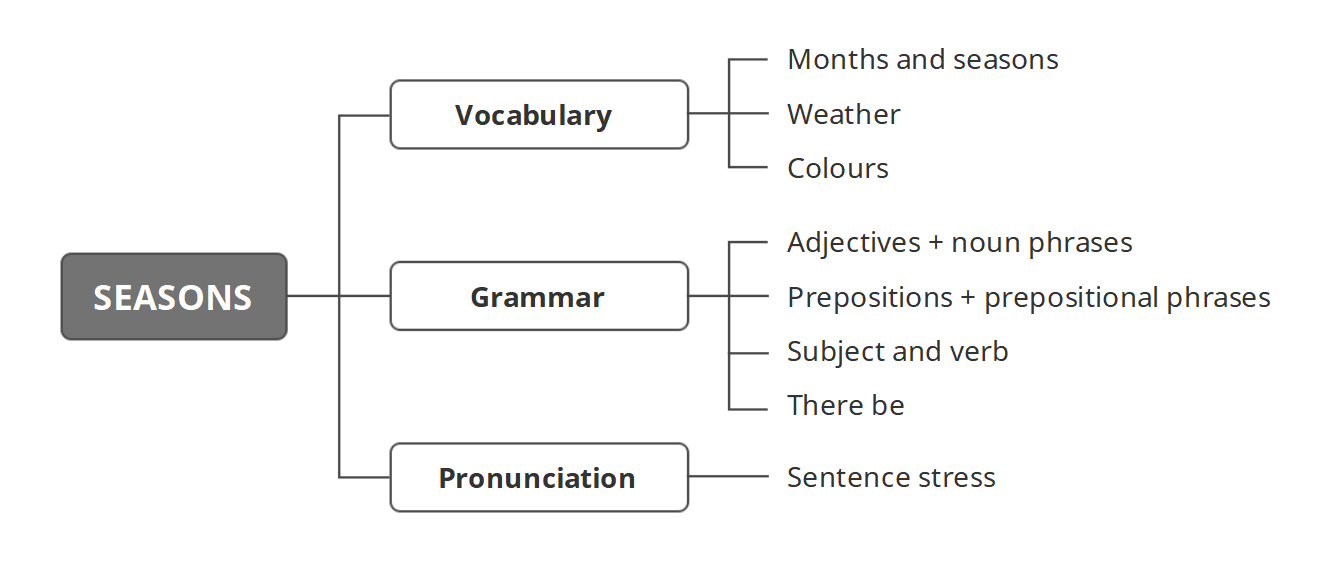 SEASONS
Vocabulary
Months and seasons
Weather
Colours
Grammar
Adjectives + noun phrases
Prepositions + prepositional phrases
Subject and verb
There be
Pronunciation
Sentence stress